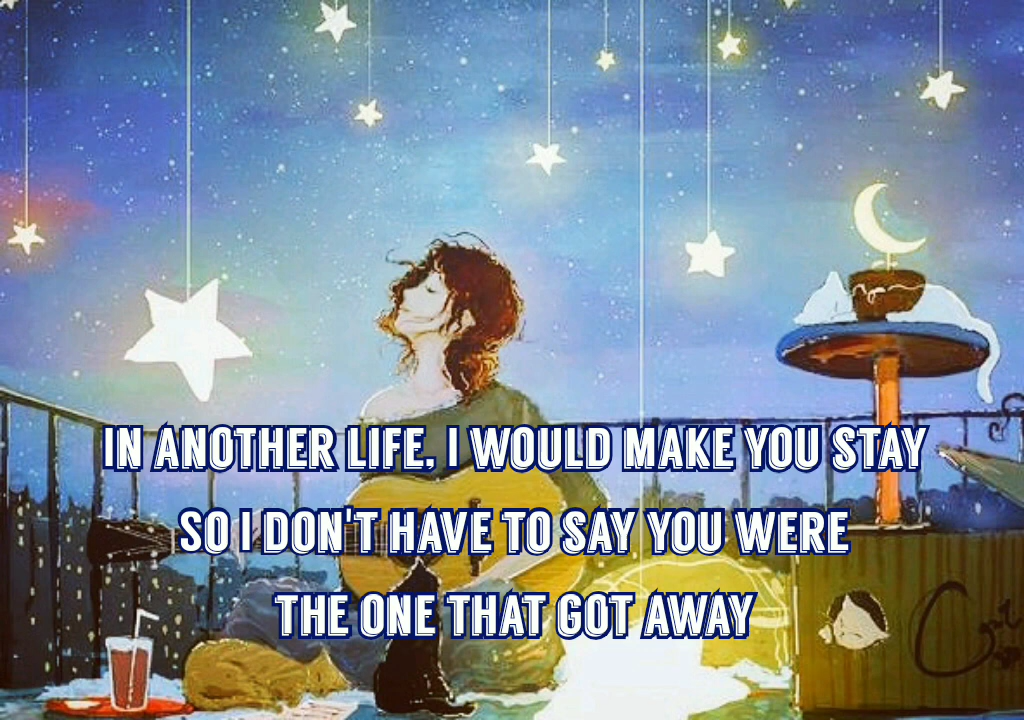 IN ANOTHER LIFE, I WOULD MAKE YOU STAY
SO I DON'T HAVE TO SAY YOU WERE
THE ONE THAT GOT AWAY